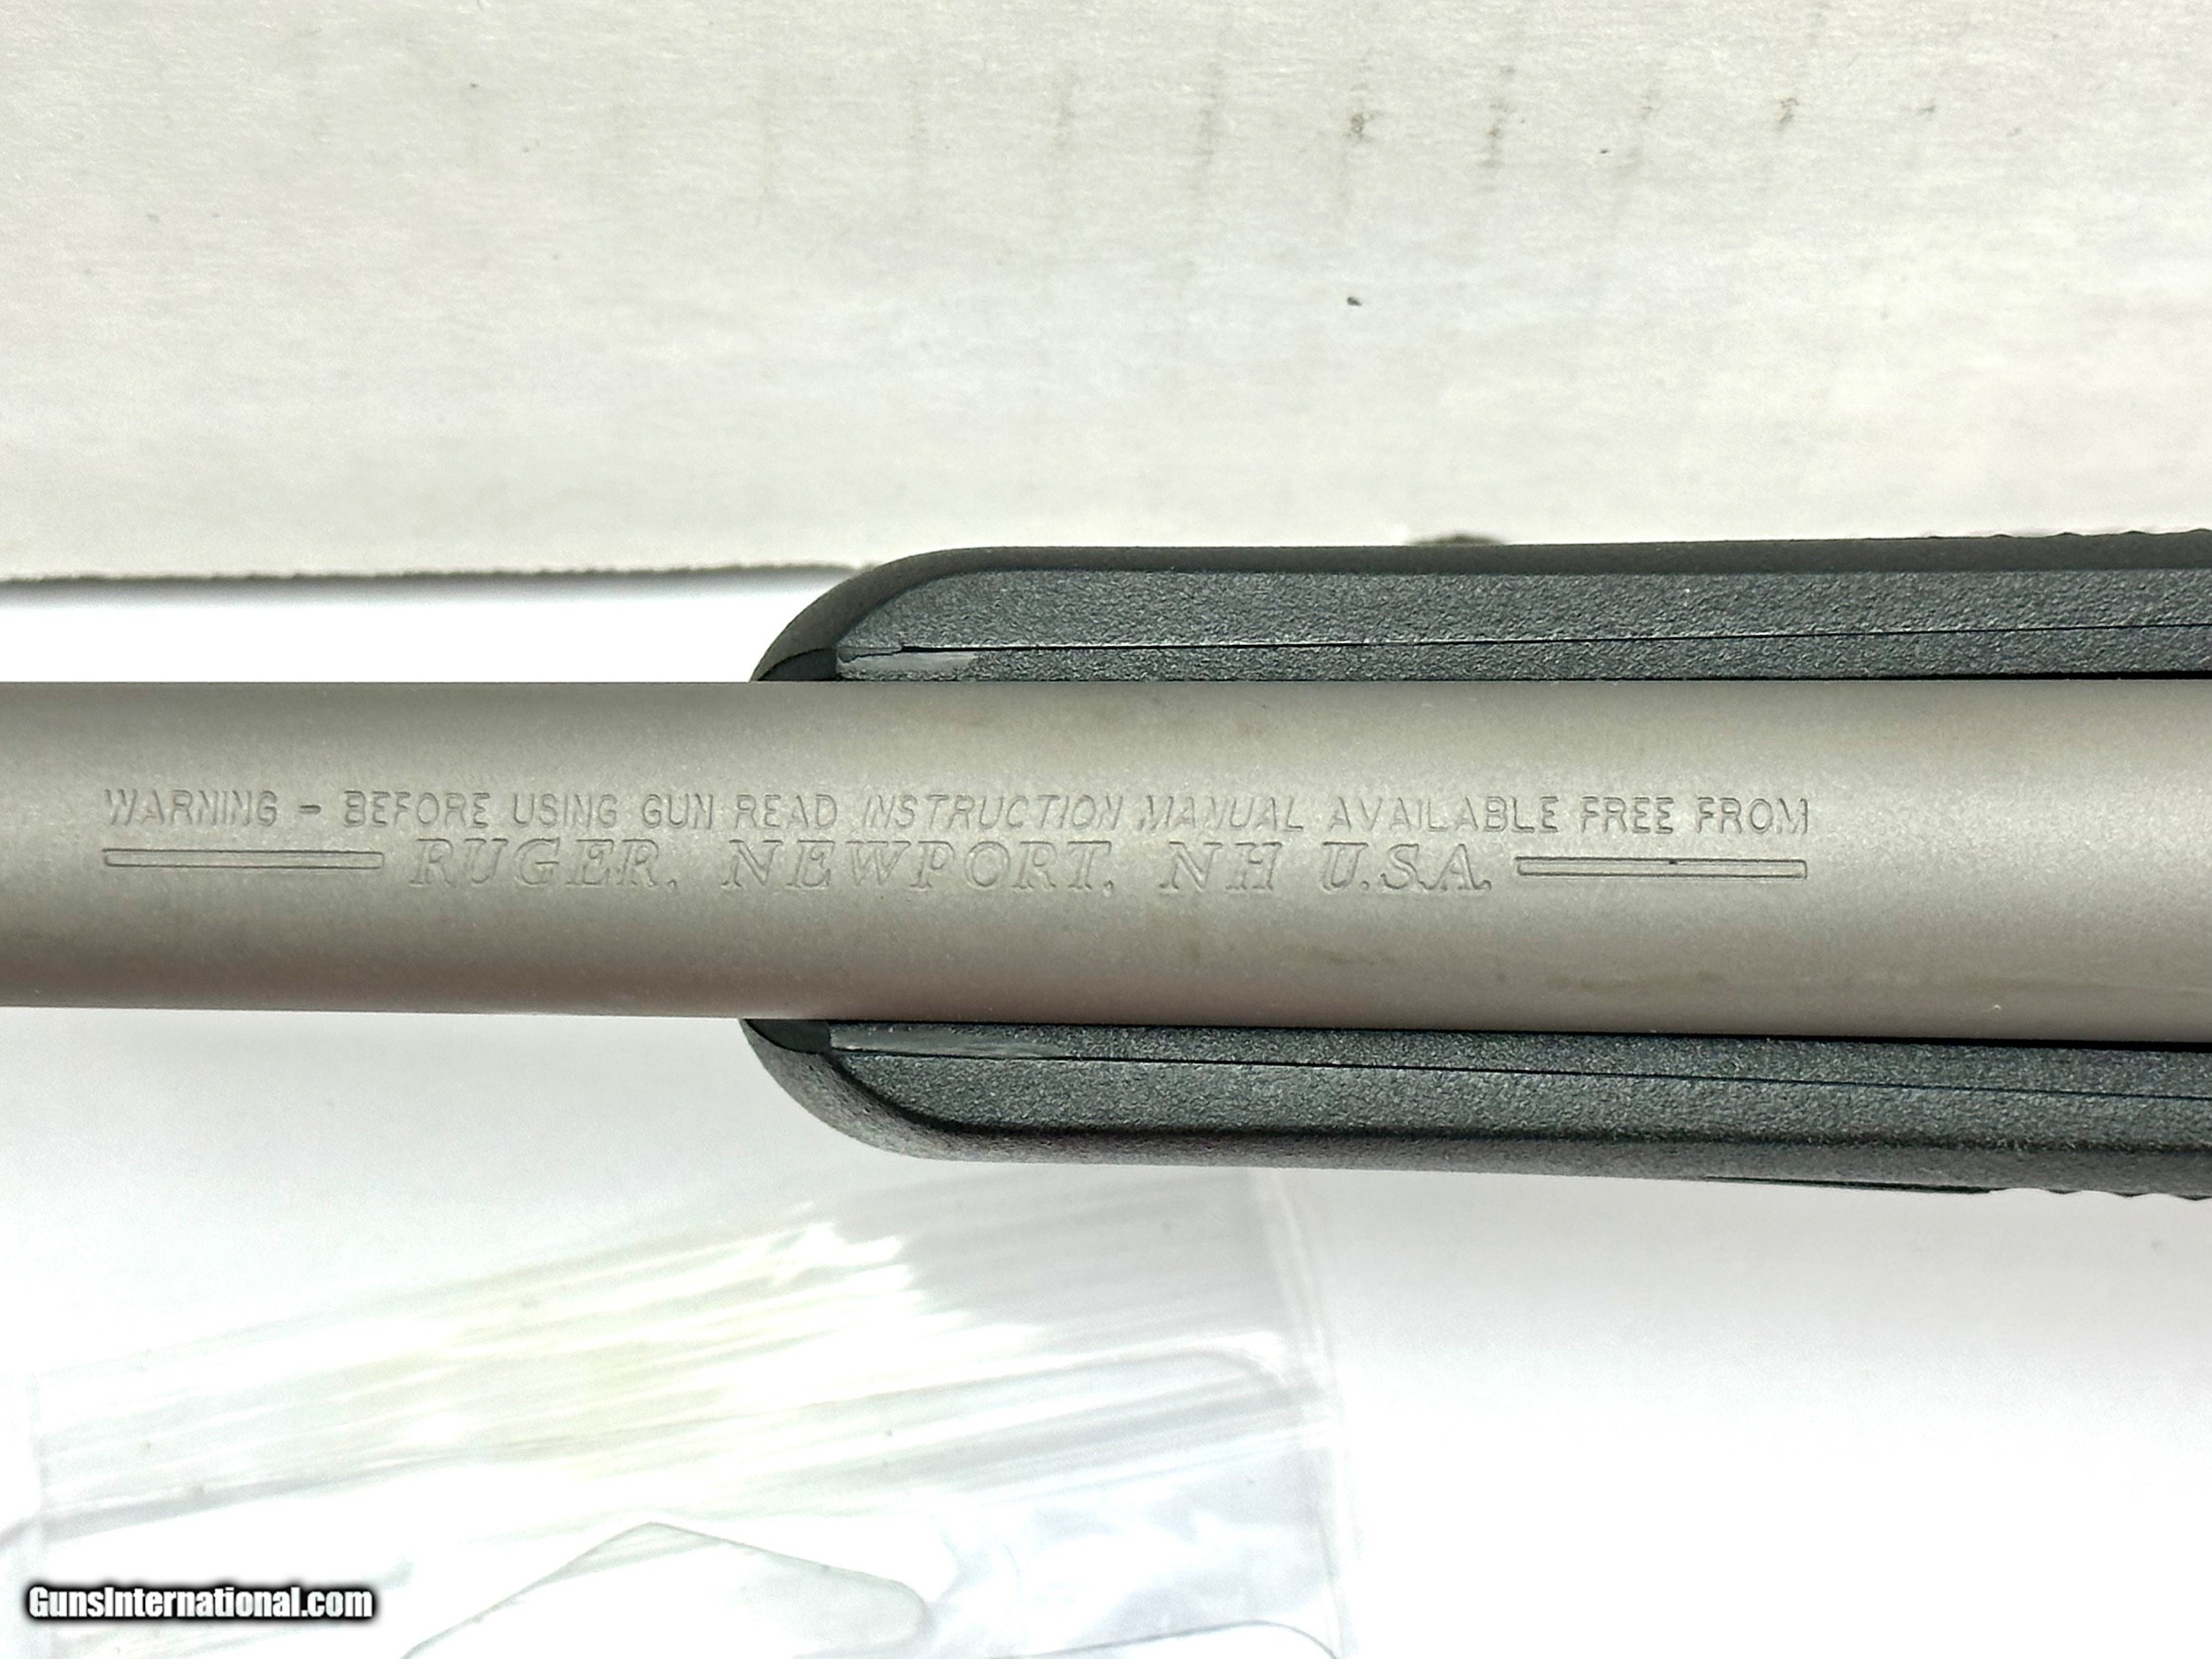 WARNING - BEFORE USING GUN READ INSTRUCTION MANUAL AVAILABLE FREE FROM
RUGER, NEWPORT, NH U.S.A.
GunsInternational.com